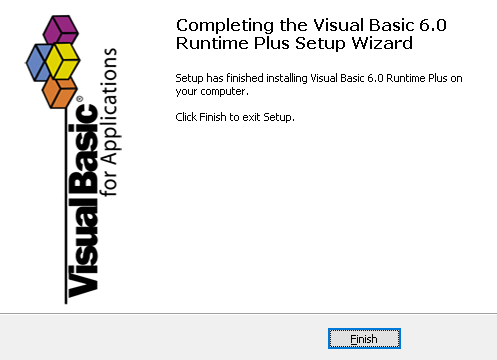 Completing the Visual Basic 6.0
Runtime Plus Setup Wizard
Setup has finished installing Visual Basic 6.0 Runtime Plus on
your computer.
Click Finish to exit Setup.
Visual Basic®
for Applications
Finish